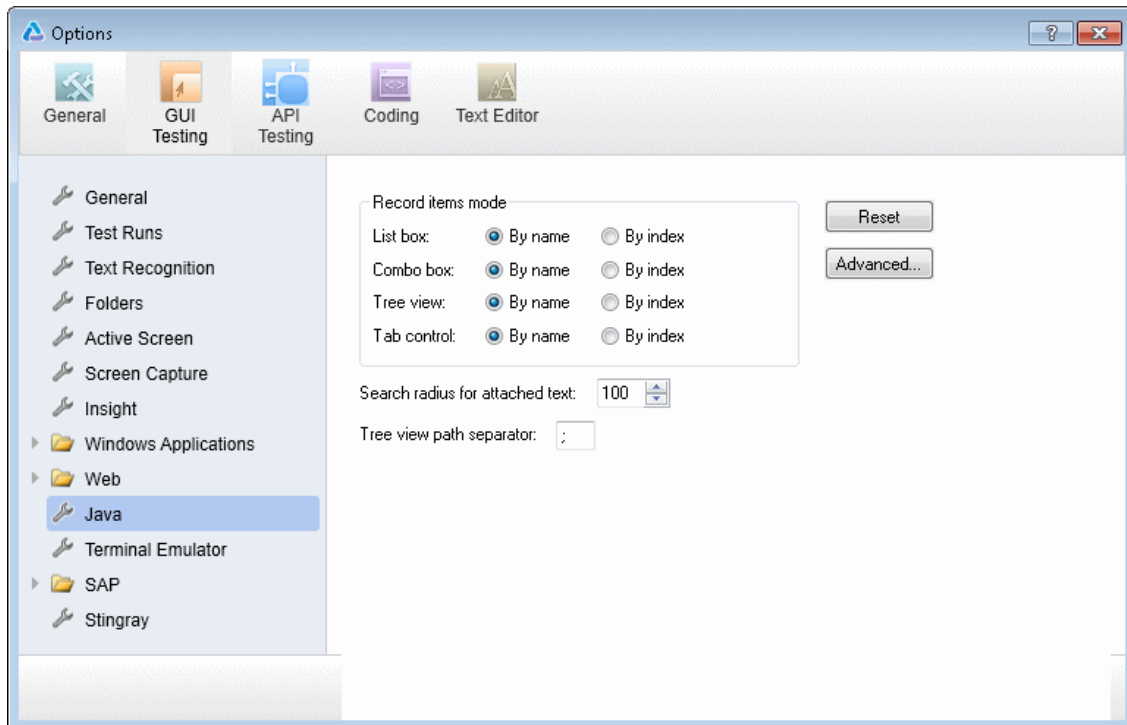 Options
General
GUI Testing
API Testing
Coding
Text Editor
General
Test Runs
Text Recognition
Folders
Active Screen
Screen Capture
Insight
Windows Applications
Web
Java
Terminal Emulator
SAP
Stingray
Record items mode
List box: By name By index
Combo box: By name By index
Tree view: By name By index
Tab control: By name By index
Search radius for attached text: 100
Tree view path separator: ;
Reset
Advanced...